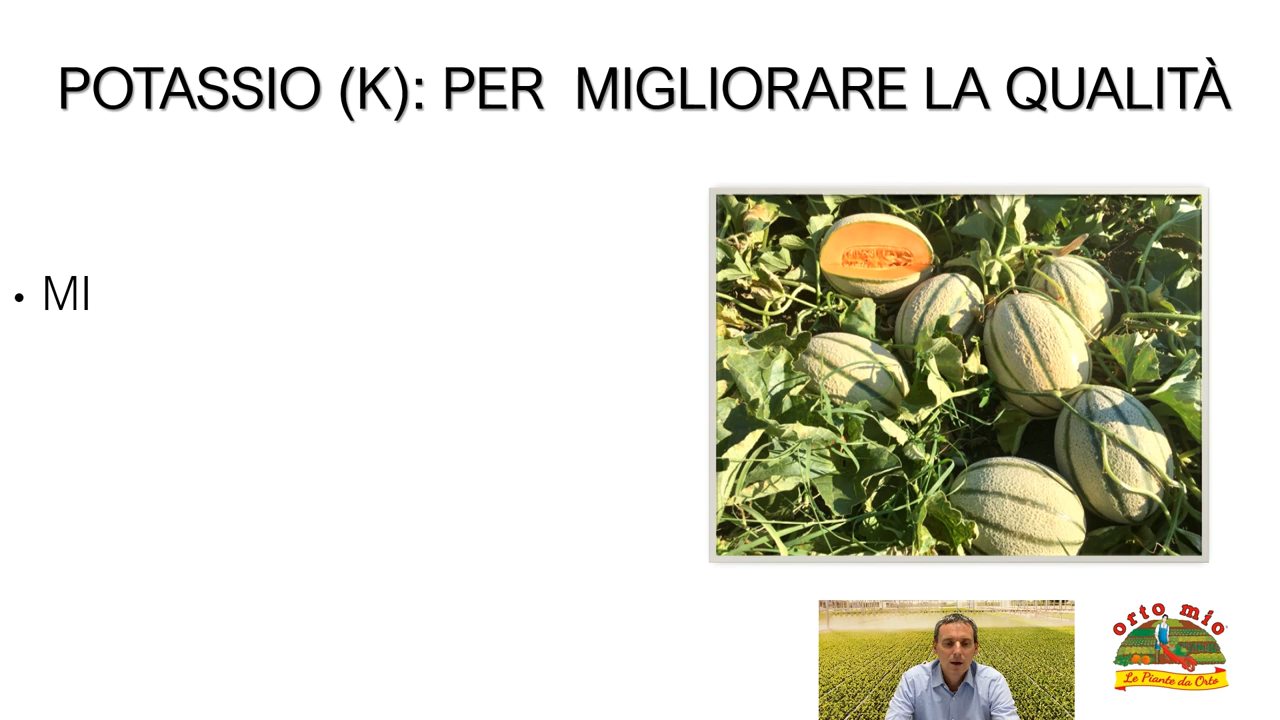 POTASSIO (K): PER MIGLIORARE LA QUALITÀ
• MI
orto mio
Le Piante da Orto